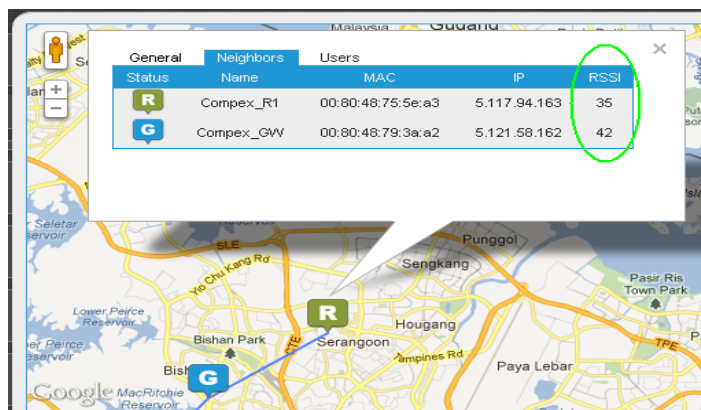 Malaysia Gudang
General Neighbors Users
Status Name MAC IP RSSI
R Compex_R1 00:80:48:75:5e:a3 5.117.94.163 35
G Compex_GW 00:80:48:79:3a:a2 5.121.58.162 42
Seletar
Reservoir
SLE
Punggol
Yio Chu Kang Rd
Sengkang
Pasir Ris
Town Park
Lower Peirce
Reservoir
R
Hougang
Bishan Park
CTE
Serangoon
TPE
Tampines Rd
Paya Lebar
G
Google
MacRitchie
Reservoir